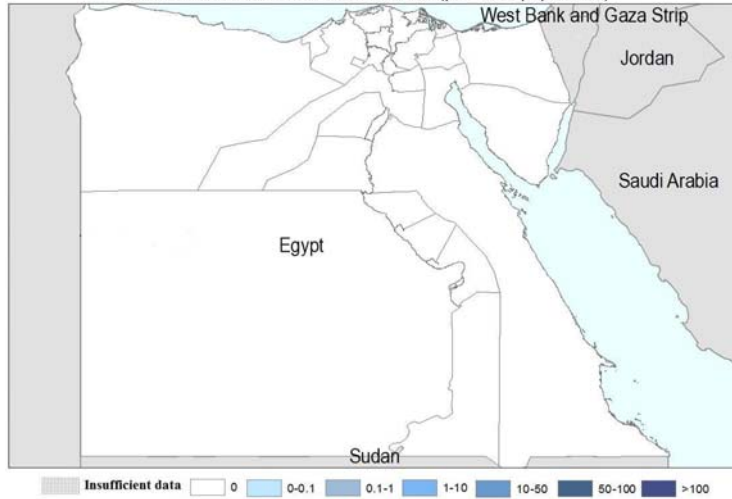 West Bank and Gaza Strip
Jordan
Saudi Arabia
Egypt
Sudan
Insufficient data 0 0-0.1 0.1-1 1-10 10-50 50-100 >100